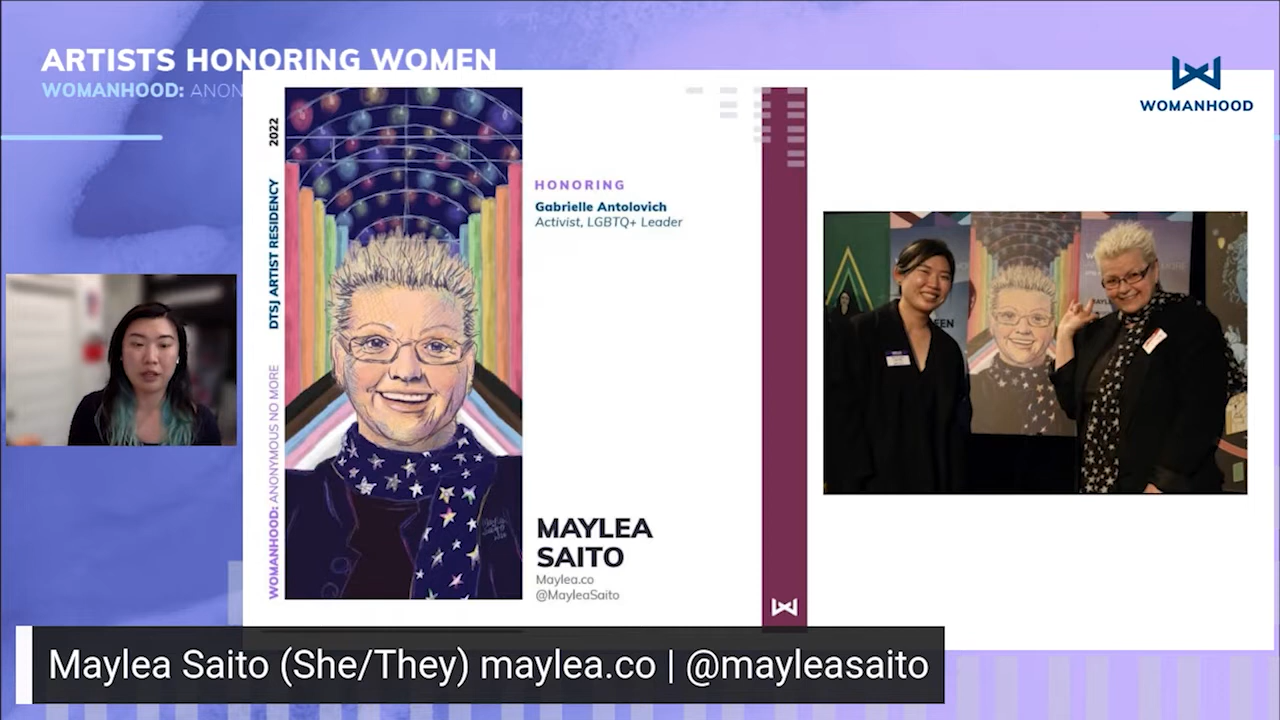 ARTISTS HONORING WOMEN
WOMANHOOD: ANON
WOMANHOOD
2022
DTSJ ARTIST RESIDENCY
WOMANHOOD: ANONYMOUS NO MORE
HONORING
Gabrielle Antolovich
Activist, LGBTQ+ Leader
MAYLEA
SAITO
Maylea.co
@MayleaSaito
Maylea Saito (She/They) maylea.co | @mayleasaito